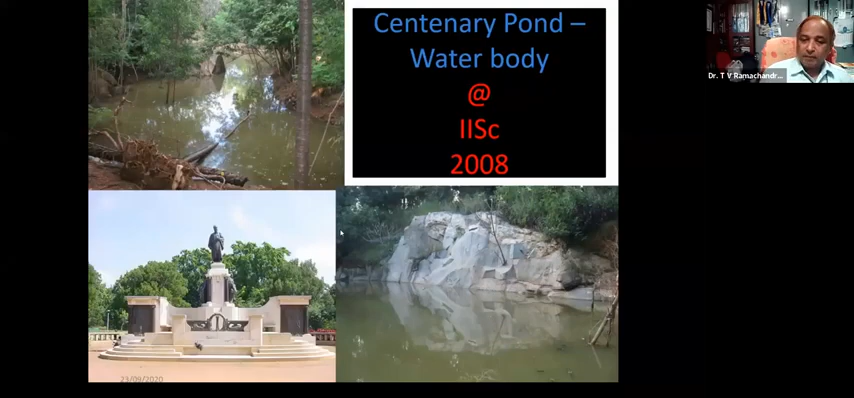 Centenary Pond –
Water body
@
IISc
2008
Dr. T V Ramachandr...
23/09/2020